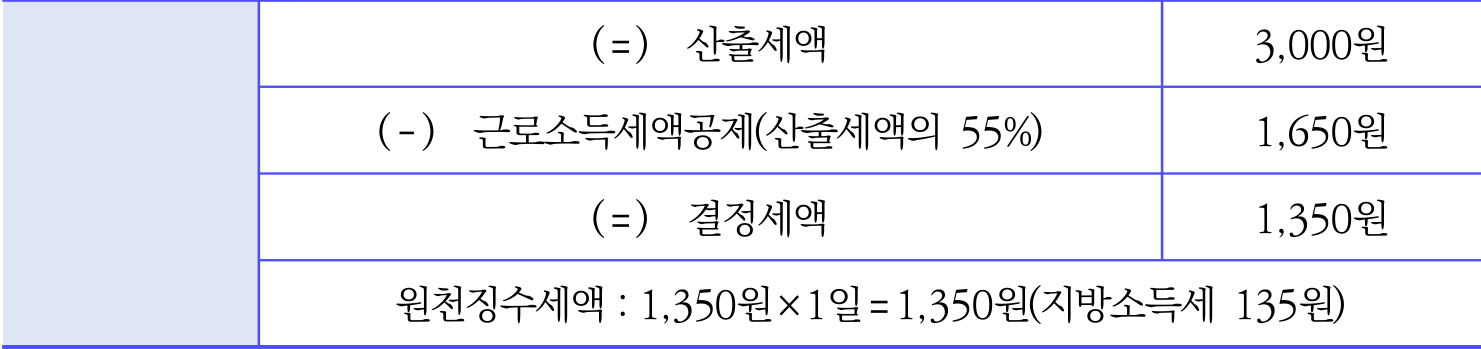 (=) 산출세액 3,000원
(-) 근로소득세액공제(산출세액의 55%) 1,650원
(=) 결정세액 1,350원
원천징수세액 : 1,350원×1일=1,350원(지방소득세 135원)